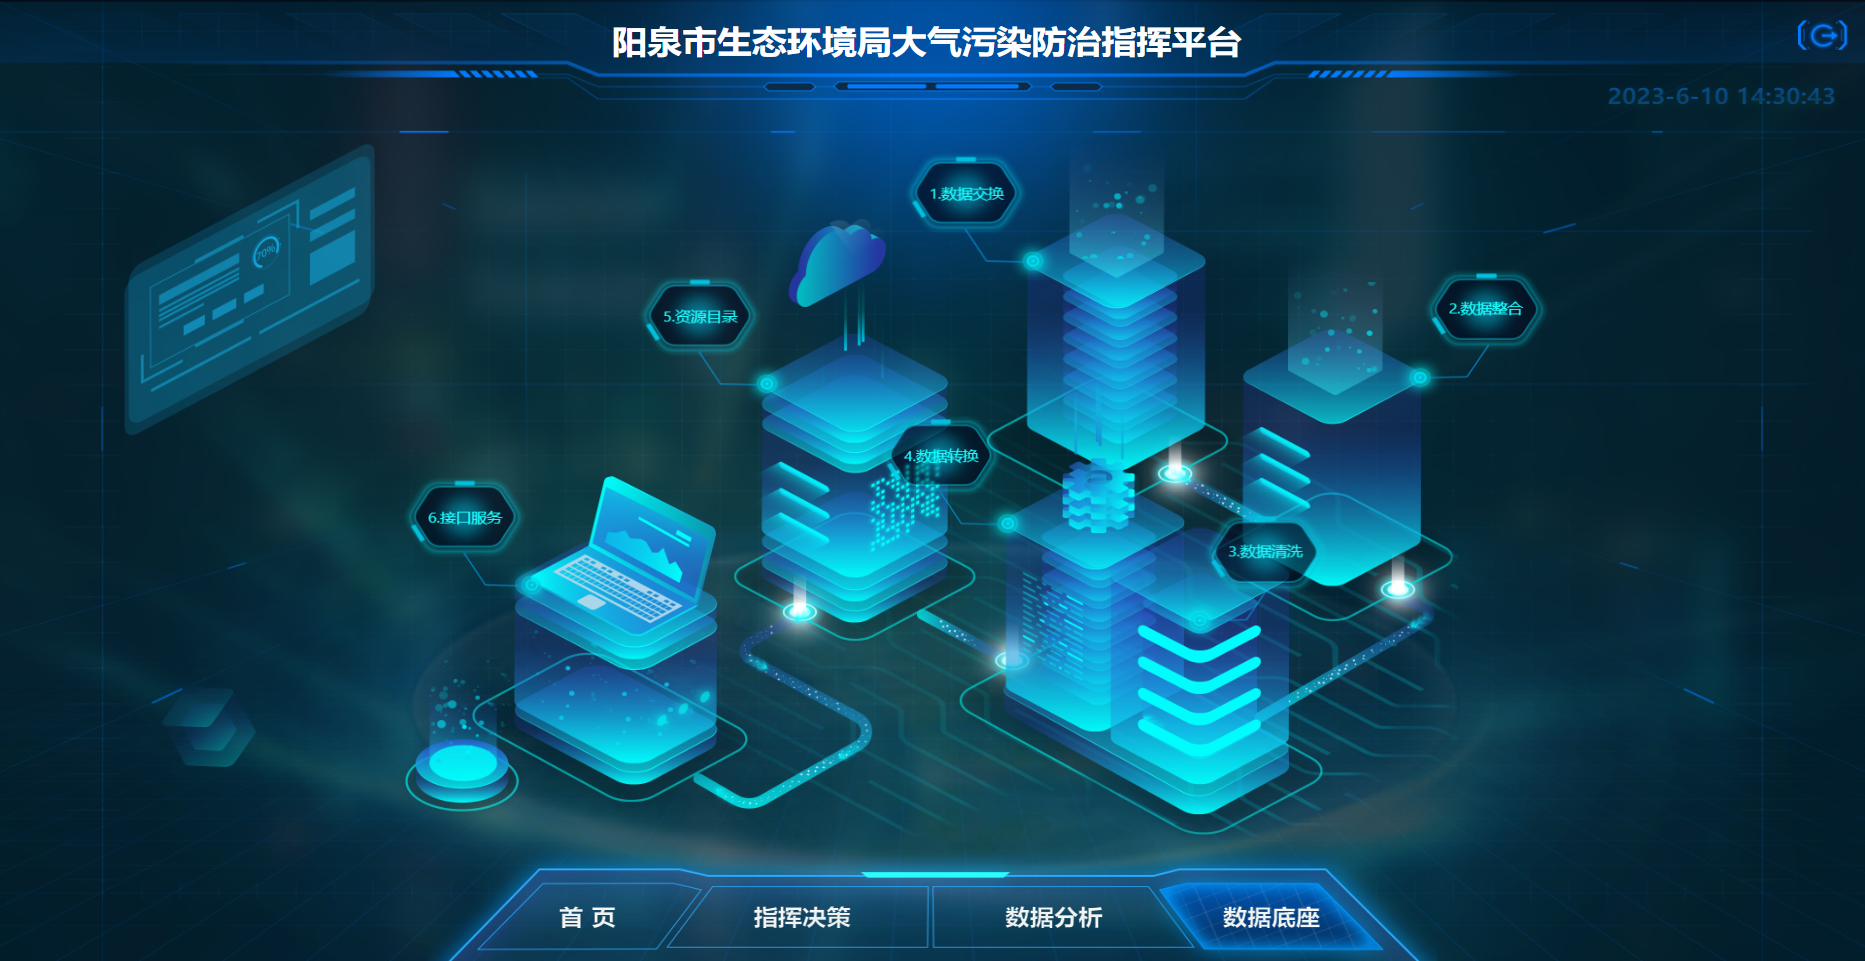 阳泉市生态环境局大气污染防治指挥平台
2023-6-10 14:30:43
1.数据交换
2.数据整合
5.资源目录
70%
4.数据转换
6.接口服务
3.数据清洗
首 页
指挥决策
数据分析
数据底座